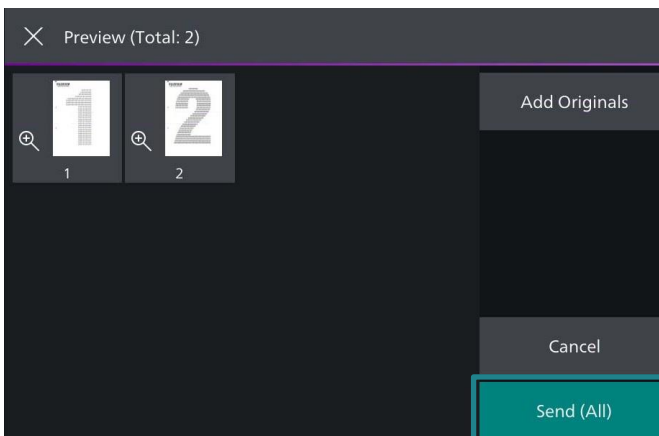 Preview (Total: 2)
Add Originals
1
2
1
2
Cancel
Send (All)